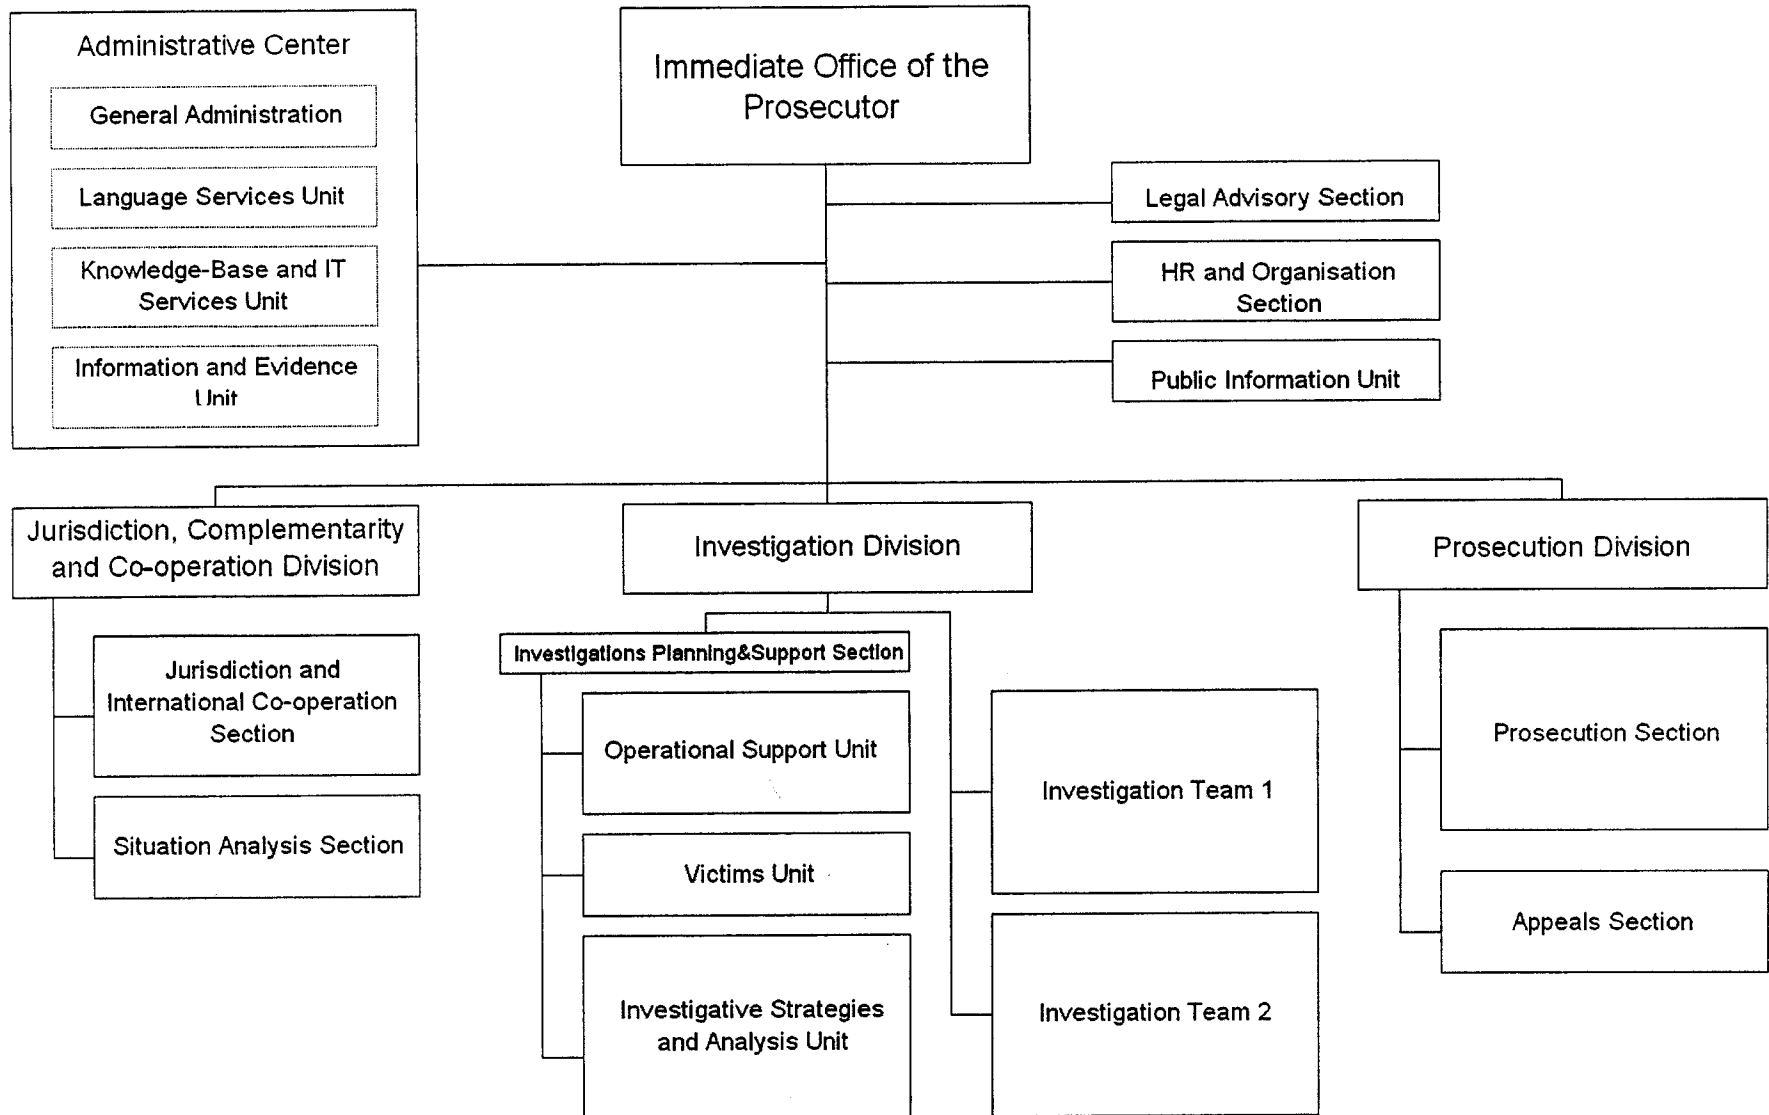 Administrative Center
General Administration
Language Services Unit
Knowledge-Base and IT
Services Unit
Information and Evidence
Unit
Immediate Office of the
Prosecutor
Legal Advisory Section
HR and Organisation
Section
Public Information Unit
Jurisdiction, Complementarity
and Co-operation Division
Jurisdiction and
International Co-operation
Section
Situation Analysis Section
Investigation Division
Investigations Planning&Support Section
Operational Support Unit
Victims Unit
Investigative Strategies
and Analysis Unit
Investigation Team 1
Investigation Team 2
Prosecution Division
Prosecution Section
Appeals Section